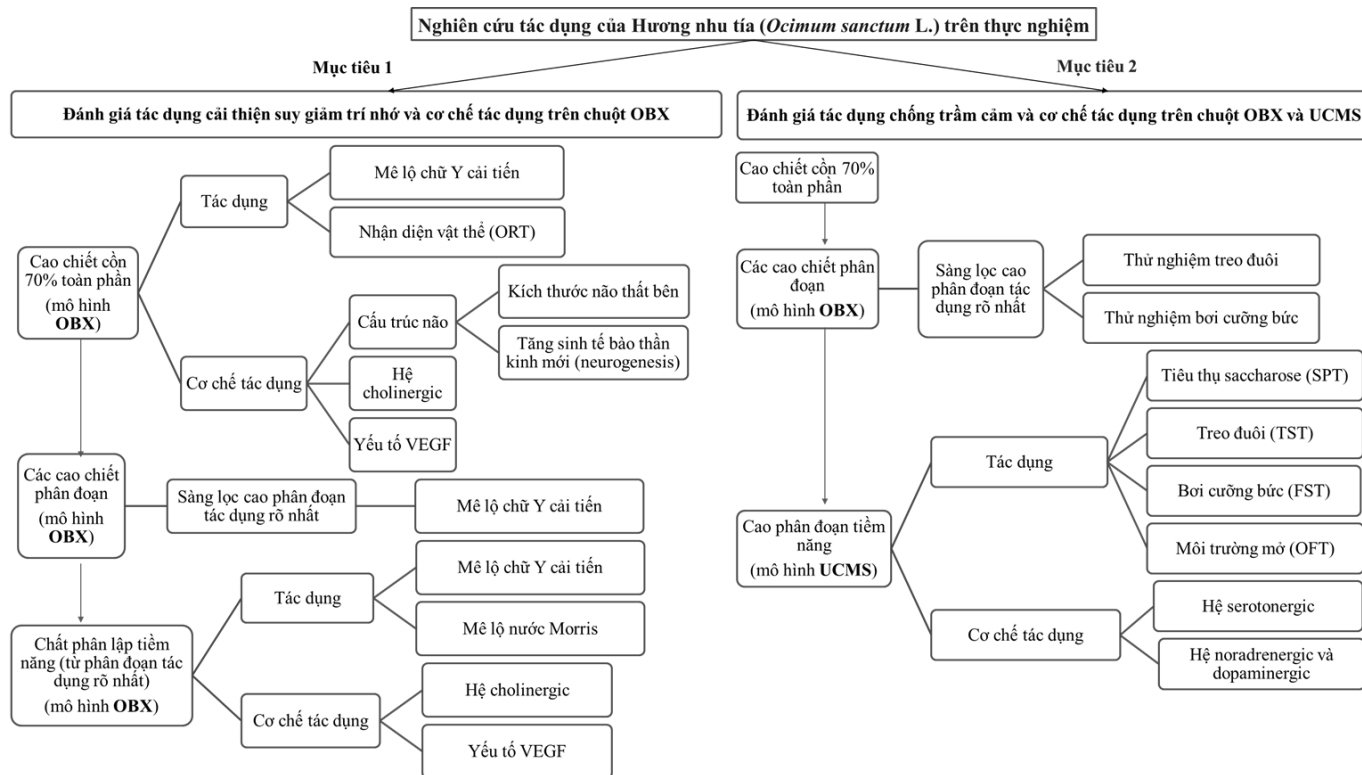 Nghiên cứu tác dụng của Hương nhu tía (Ocimum sanctum L.) trên thực nghiệm
Mục tiêu 1
Mục tiêu 2
Đánh giá tác dụng cải thiện suy giảm trí nhớ và cơ chế tác dụng trên chuột OBX
Cao chiết cồn
70% toàn phần
(mô hình
OBX)
Tác dụng
Mê lộ chữ Y cải tiến
Nhận diện vật thể (ORT)
Cơ chế tác dụng
Cấu trúc não
Kích thước não thất bên
Tăng sinh tế bào thần
kinh mới (neurogenesis)
Hệ
cholinergic
Yếu tố VEGF
Các cao chiết
phân đoạn
(mô hình
OBX)
Sàng lọc cao phân đoạn
tác dụng rõ nhất
Mê lộ chữ Y cải tiến
Chất phân lập tiềm
năng (từ phân đoạn tác
dụng rõ nhất)
(mô hình OBX)
Tác dụng
Mê lộ chữ Y cải tiến
Mê lộ nước Morris
Cơ chế tác dụng
Hệ cholinergic
Yếu tố VEGF
Đánh giá tác dụng chống trầm cảm và cơ chế tác dụng trên chuột OBX và UCMS
Cao chiết cồn 70%
toàn phần
Các cao chiết phân
đoạn
(mô hình OBX)
Sàng lọc cao
phân đoạn tác
dụng rõ nhất
Thử nghiệm treo đuôi
Thử nghiệm bơi cưỡng bức
Cao phân đoạn tiềm
năng
(mô hình UCMS)
Tác dụng
Tiêu thụ saccharose (SPT)
Treo đuôi (TST)
Bơi cưỡng bức (FST)
Môi trường mở (OFT)
Cơ chế tác dụng
Hệ serotonergic
Hệ noradrenergic và
dopaminergic